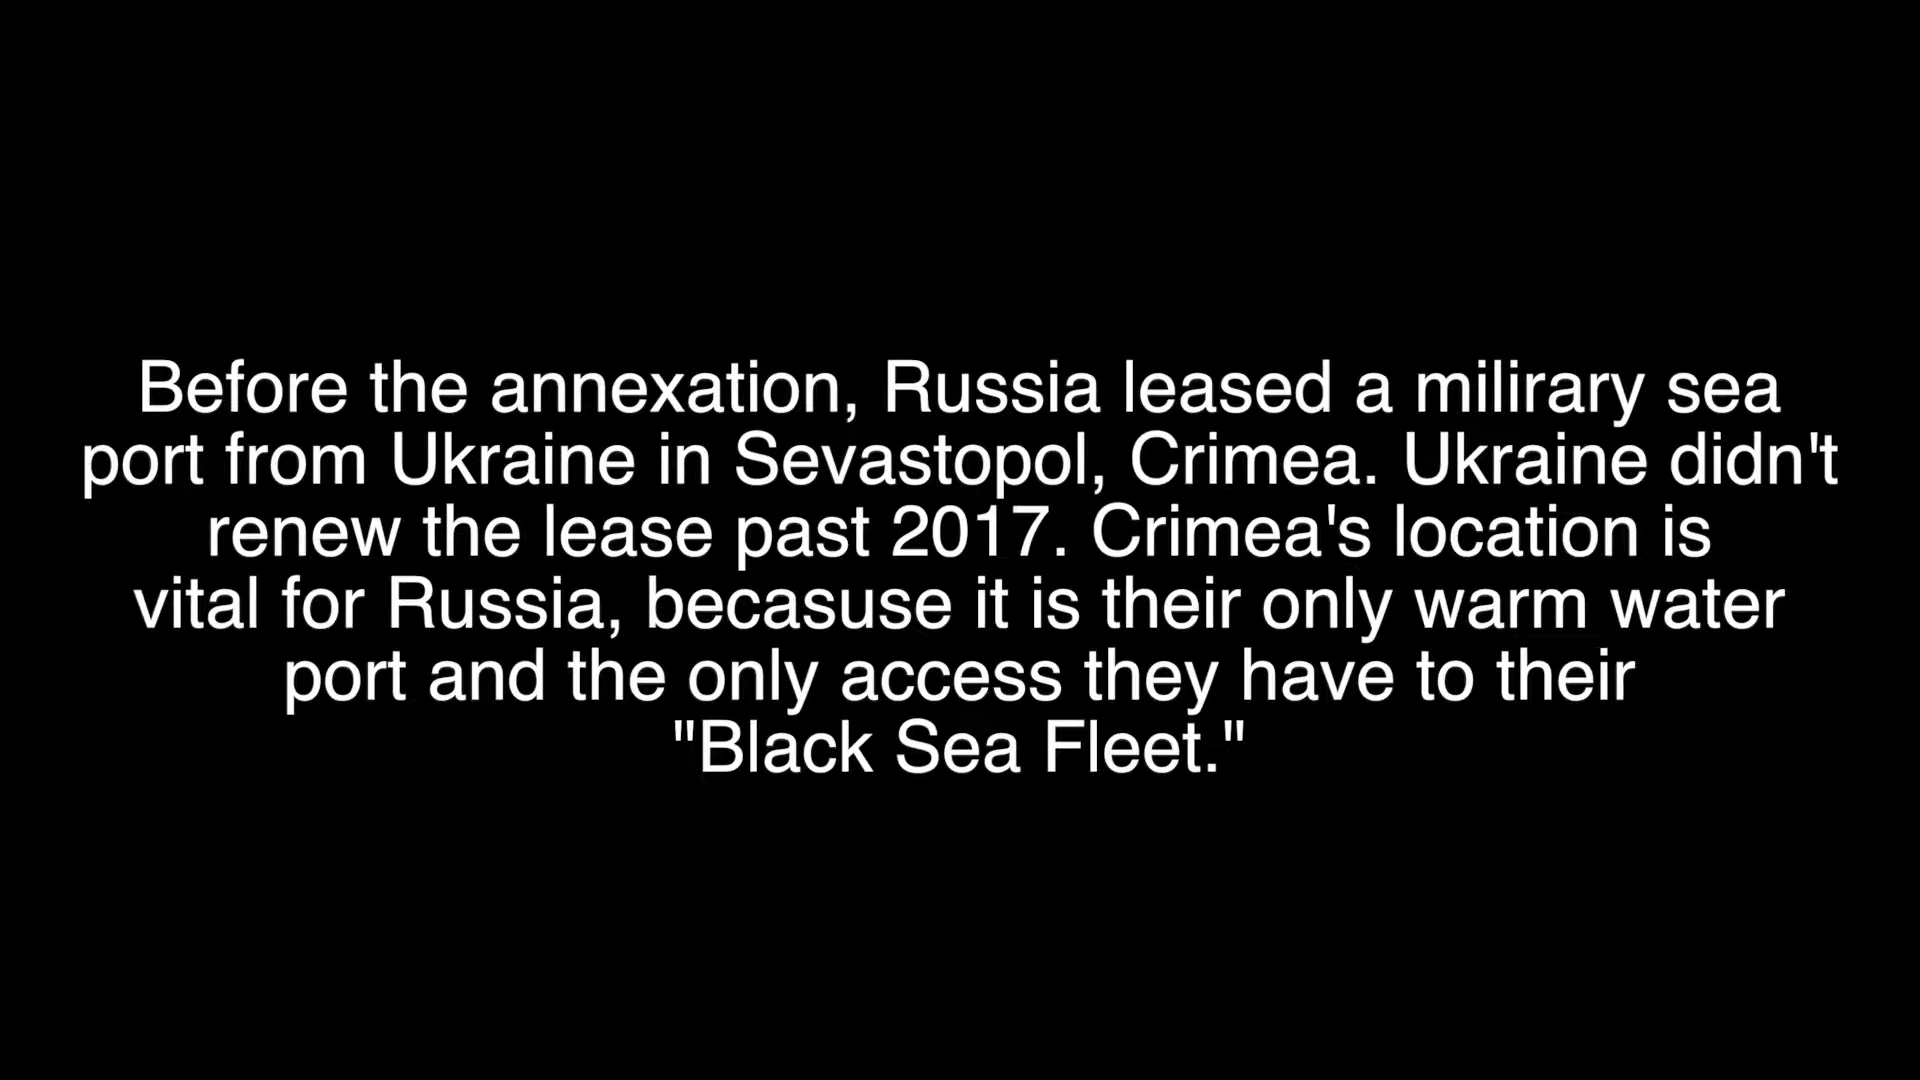 Before the annexation, Russia leased a milirary sea
port from Ukraine in Sevastopol, Crimea. Ukraine didn't
renew the lease past 2017. Crimea's location is
vital for Russia, becasuse it is their only warm water
port and the only access they have to their
"Black Sea Fleet."